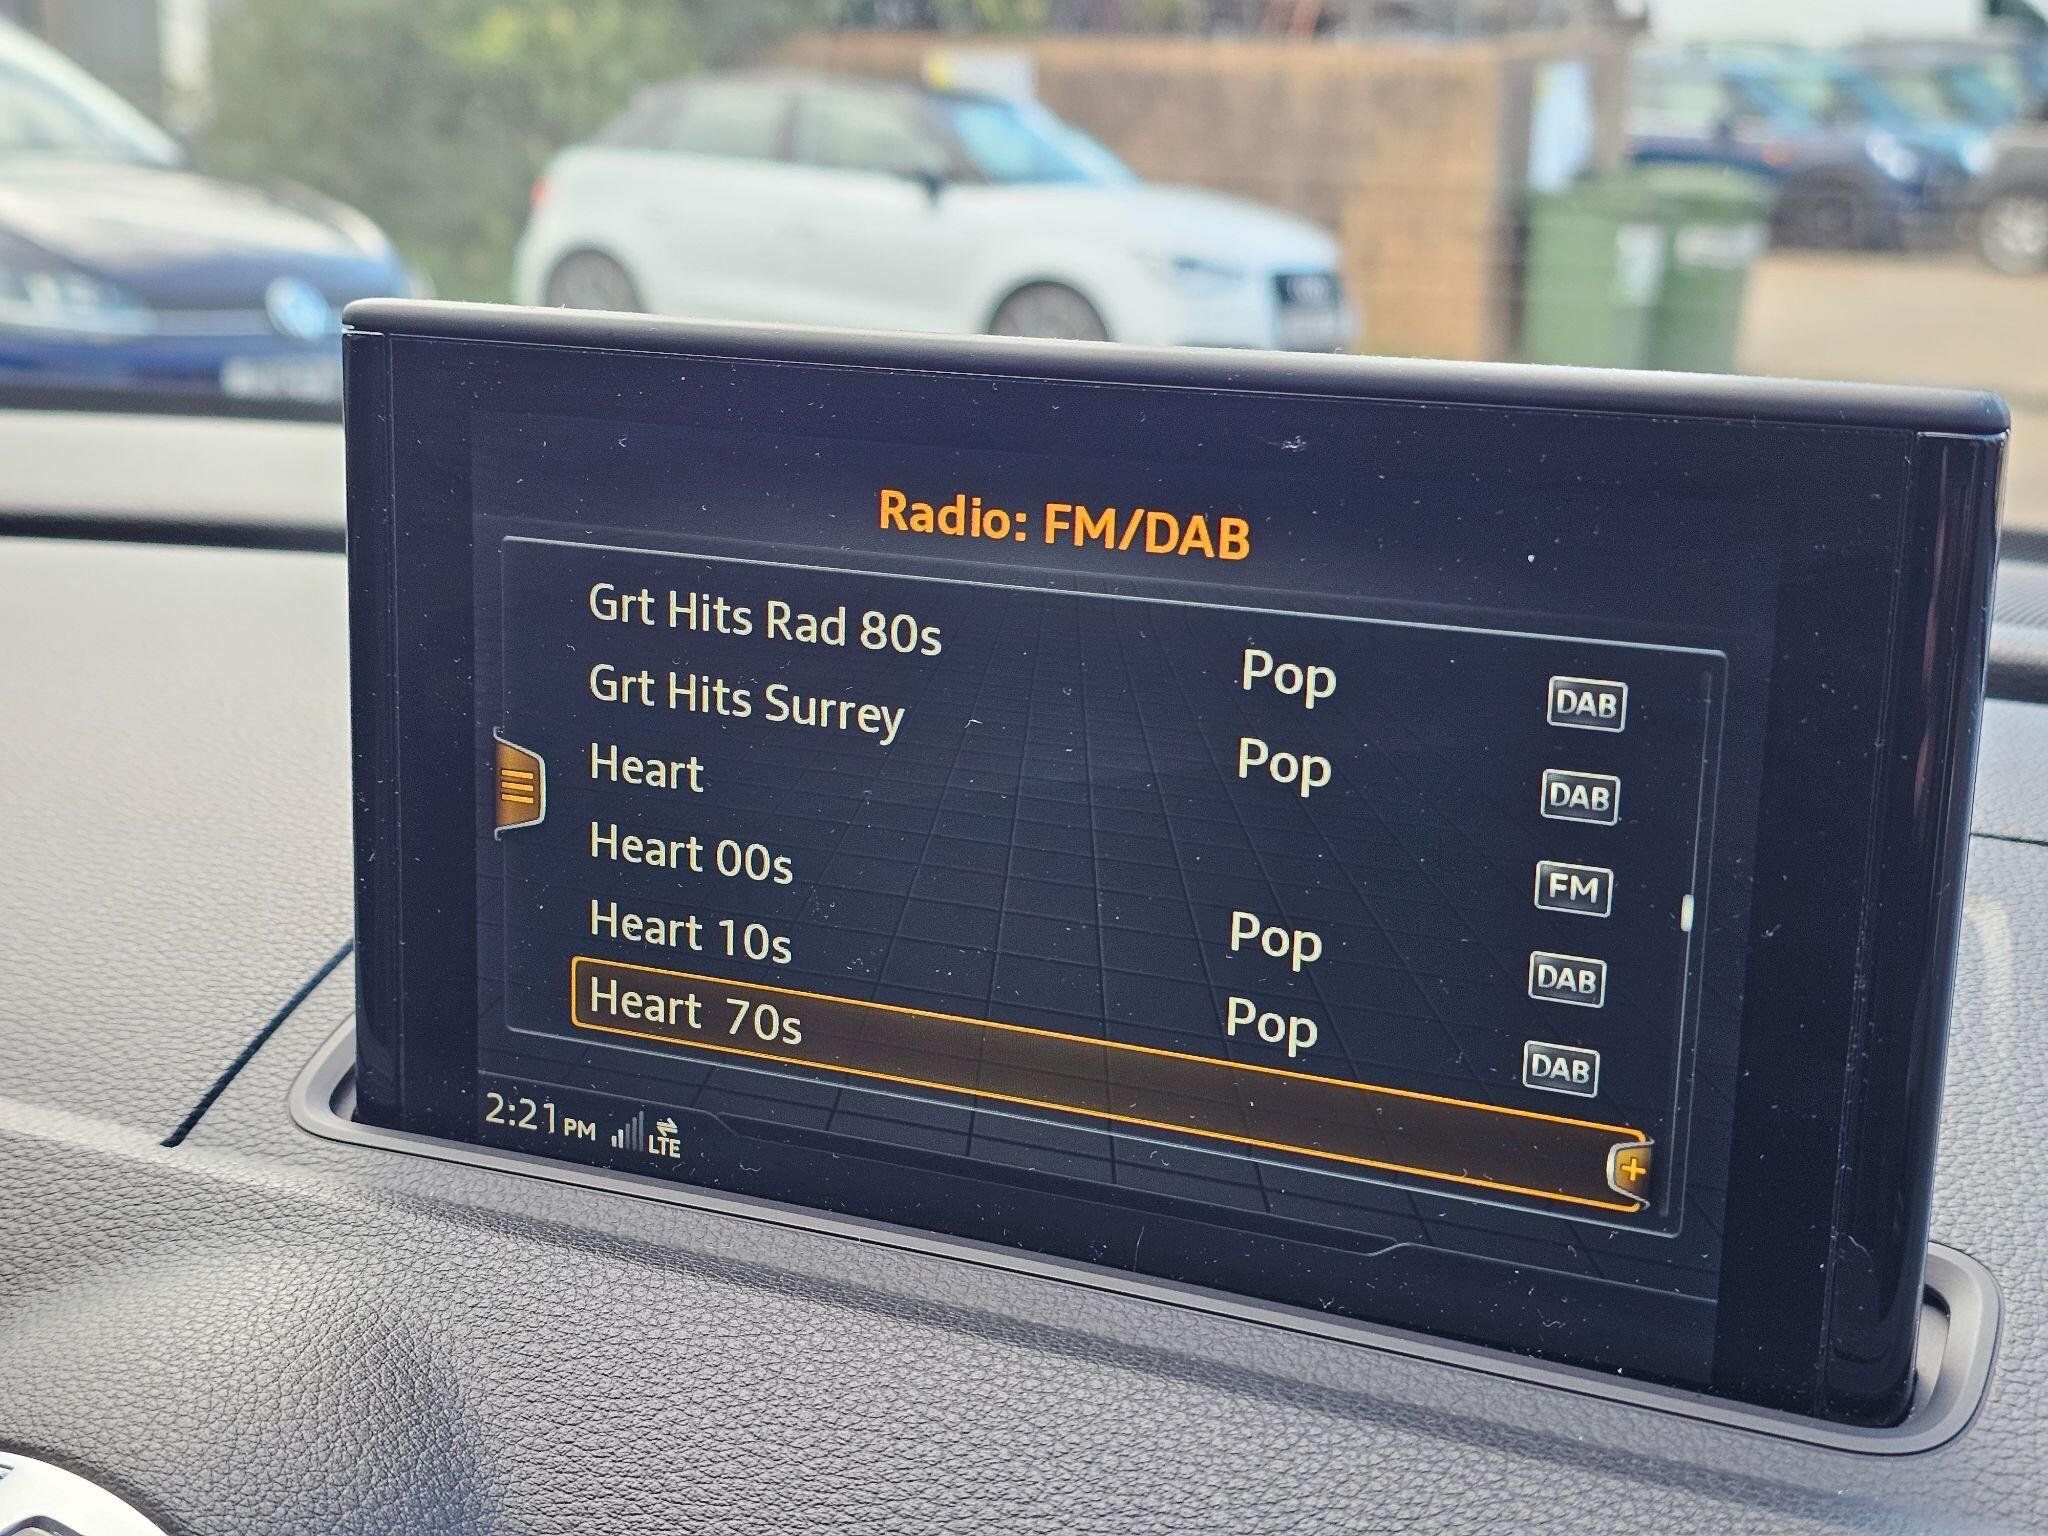 Radio: FM/DAB
Grt Hits Rad 80s Pop DAB
Grt Hits Surrey Pop DAB
Heart FM
Heart 00s Pop DAB
Heart 10s Pop DAB
Heart 70s +
2:21 PM LTE